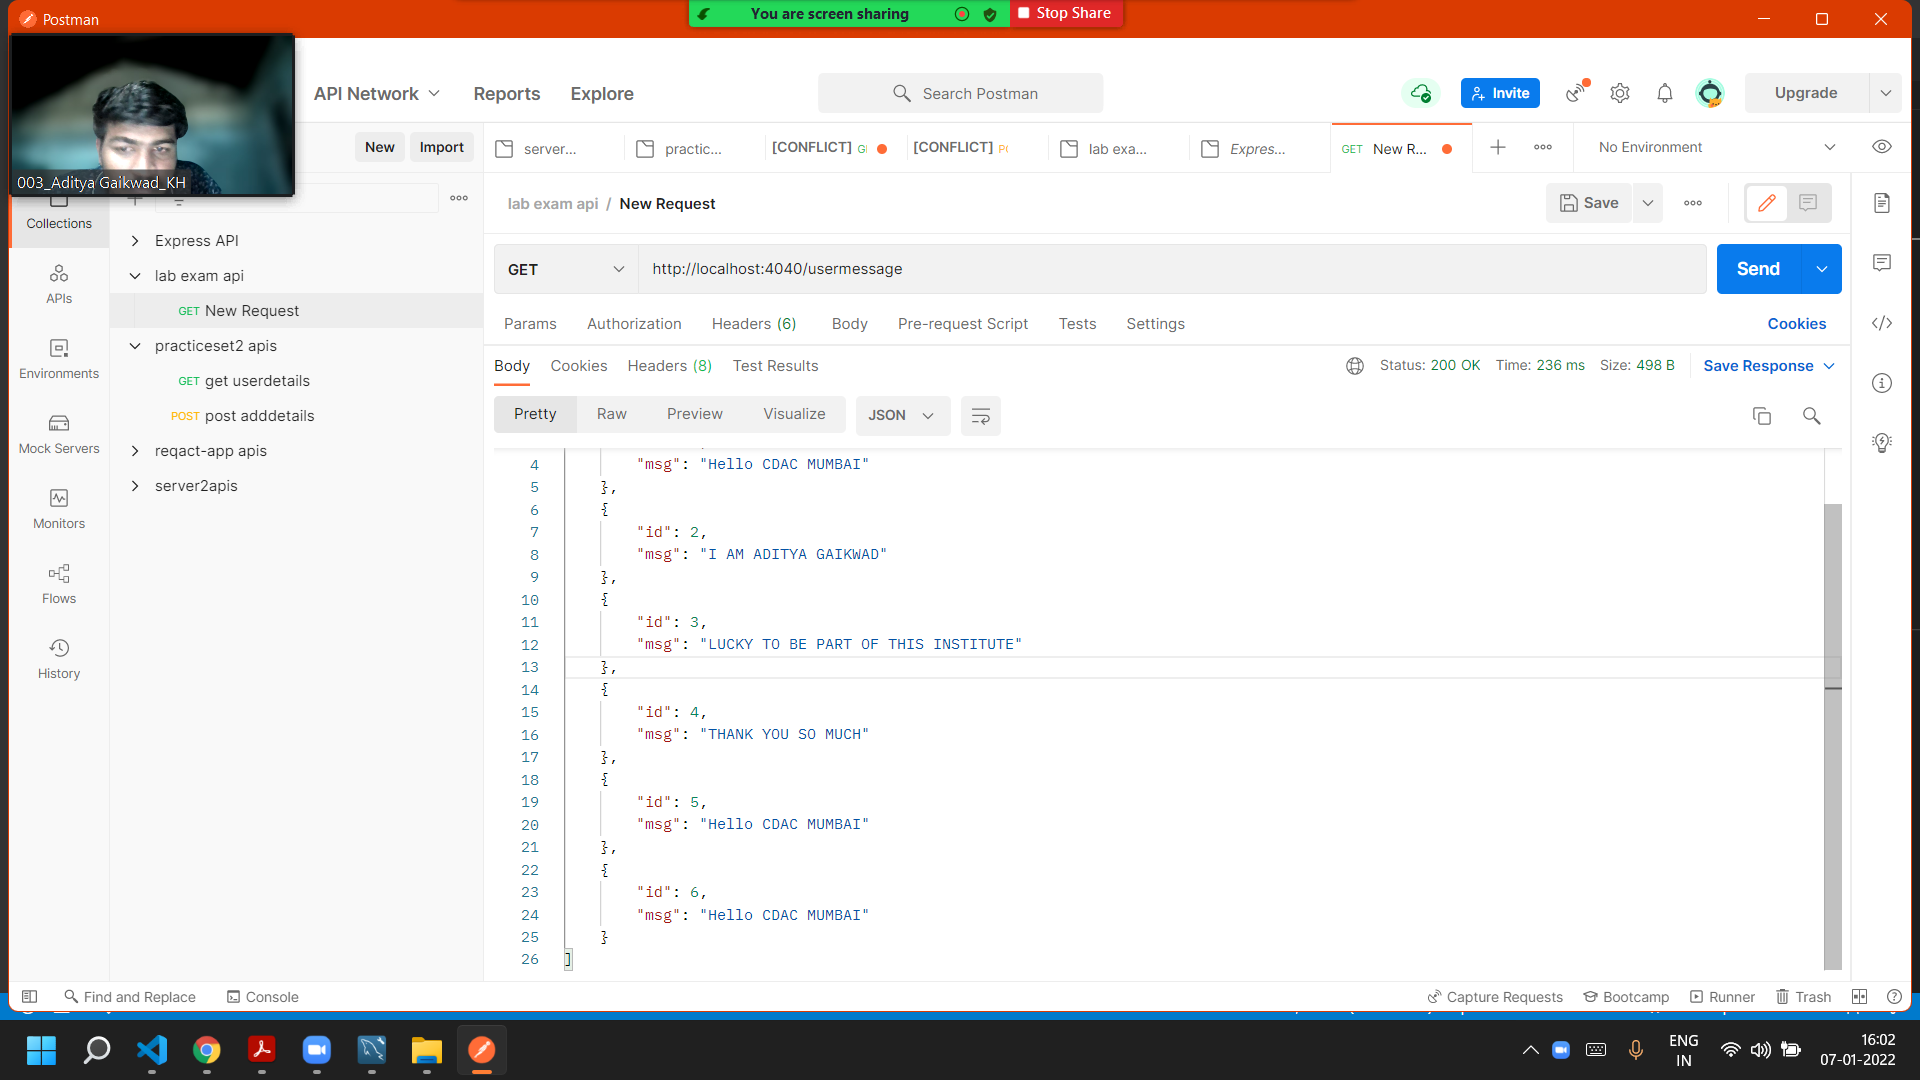 Postman
You are screen sharing
Stop Share
003_Aditya Gaikwad_KH
API Network
Reports
Explore
Search Postman
Invite
Upgrade
New
Import
server...
practic...
[CONFLICT]
[CONFLICT]
lab exa...
Expres...
GET New R...
No Environment
Collections
APIs
Environments
Mock Servers
Monitors
Flows
History
Express API
lab exam api
GET New Request
practiceset2 apis
GET get userdetails
POST post adddetails
reqact-app apis
server2apis
lab exam api / New Request
Save
GET
http://localhost:4040/usermessage
Send
Params Authorization Headers (6) Body Pre-request Script Tests Settings
Cookies
Body Cookies Headers (8) Test Results
Status: 200 OK Time: 236 ms Size: 498 B
Save Response
Pretty Raw Preview Visualize JSON
4 "msg": "Hello CDAC MUMBAI"
5 },
6 {
7 "id": 2,
8 "msg": "I AM ADITYA GAIKWAD"
9 },
10 {
11 "id": 3,
12 "msg": "LUCKY TO BE PART OF THIS INSTITUTE"
13 },
14 {
15 "id": 4,
16 "msg": "THANK YOU SO MUCH"
17 },
18 {
19 "id": 5,
20 "msg": "Hello CDAC MUMBAI"
21 },
22 {
23 "id": 6,
24 "msg": "Hello CDAC MUMBAI"
25 }
26 ]
Find and Replace
Console
Capture Requests
Bootcamp
Runner
Trash
ENG
IN
16:02
07-01-2022